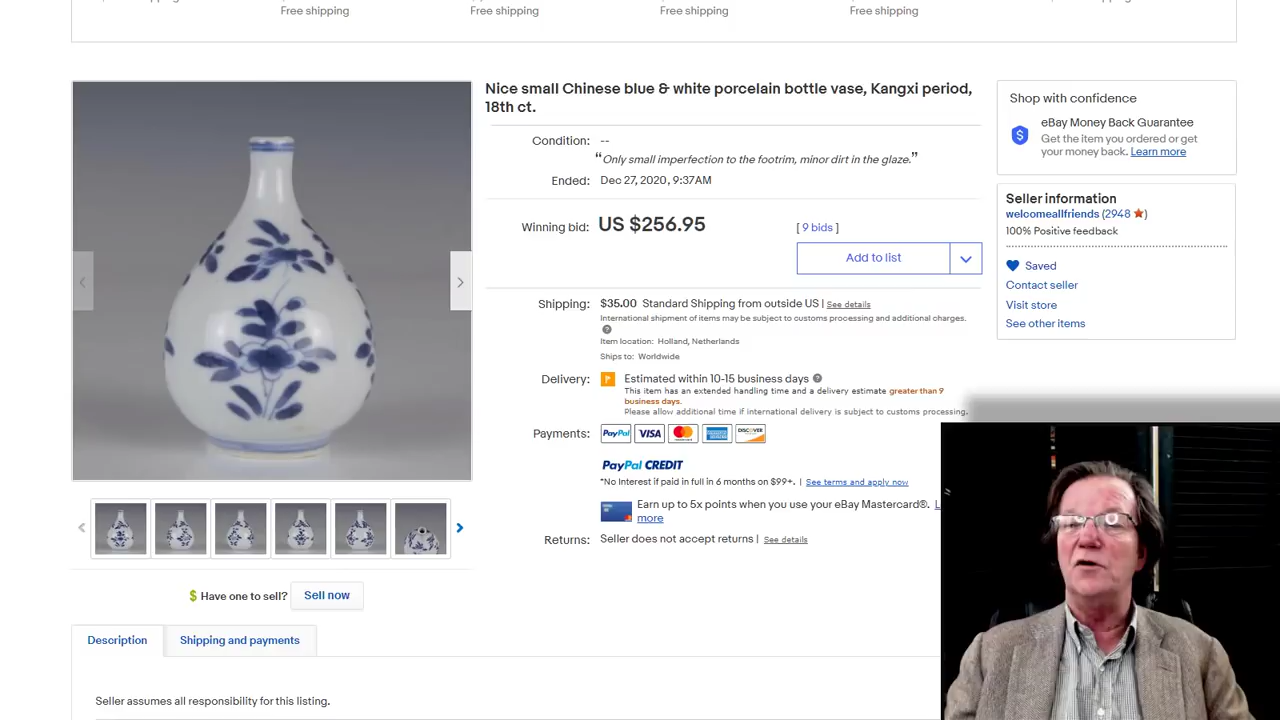 Free shipping
Free shipping
Free shipping
Free shipping
Nice small Chinese blue & white porcelain bottle vase, Kangxi period,
18th ct.
Condition: --
“Only small imperfection to the footrim, minor dirt in the glaze.”
Ended: Dec 27, 2020, 9:37AM
Winning bid: US $256.95 [ 9 bids ]
Add to list
Shipping: $35.00 Standard Shipping from outside US | See details
International shipment of items may be subject to customs processing and additional charges.
Item location: Holland, Netherlands
Ships to: Worldwide
Delivery: Estimated within 10-15 business days
This item has an extended handling time and a delivery estimate greater than 9
business days.
Please allow additional time if international delivery is subject to customs processing.
Payments: PayPal VISA DISCOVER
PayPal CREDIT
*No Interest if paid in full in 6 months on $99+. | See terms and apply now
Earn up to 5x points when you use your eBay Mastercard®.
more
Returns: Seller does not accept returns | See details
Shop with confidence
eBay Money Back Guarantee
Get the item you ordered or get
your money back. Learn more
Seller information
welcomeallfriends (2948 )
100% Positive feedback
Saved
Contact seller
Visit store
See other items
$ Have one to sell? Sell now
Description
Shipping and payments
Seller assumes all responsibility for this listing.